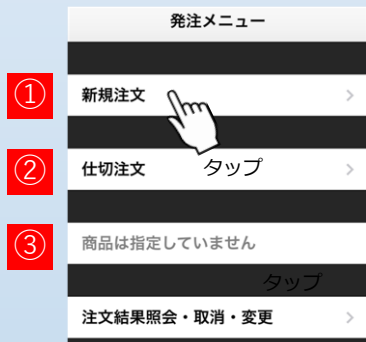 発注メニュー
① 新規注文
② 仕切注文 タップ
③ 商品は指定していません
タップ
注文結果照会・取消・変更